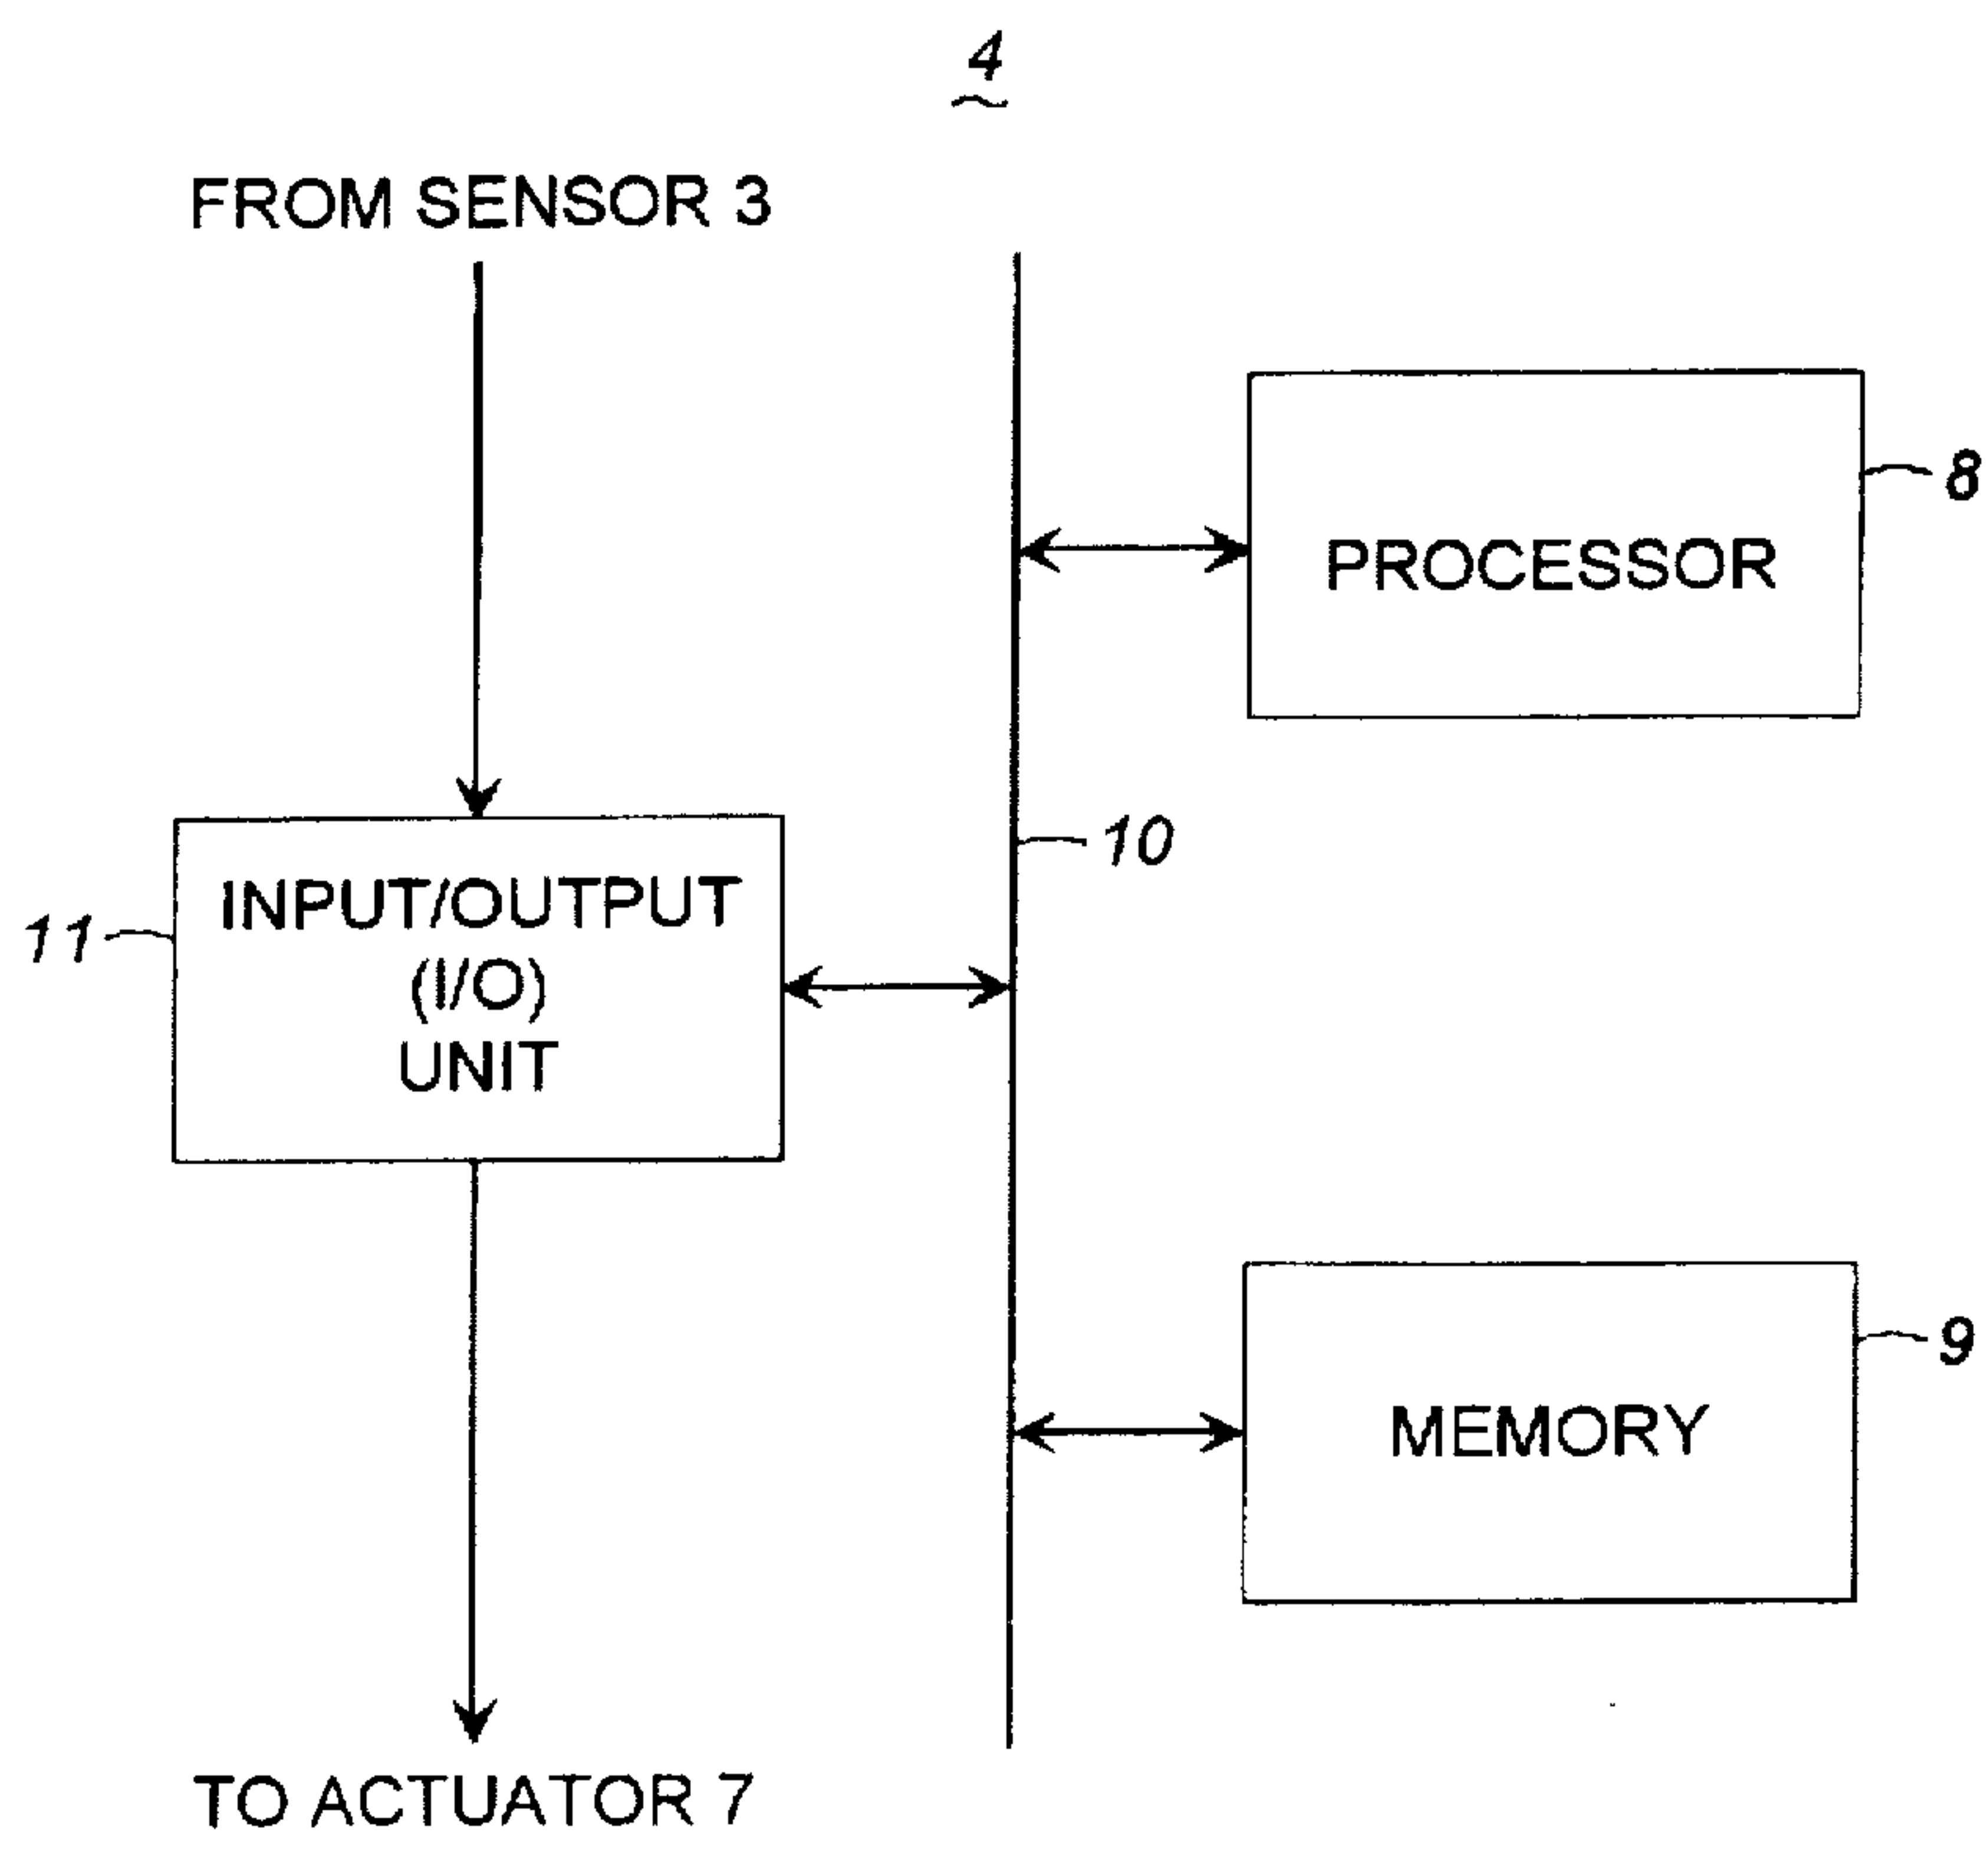 4
FROM SENSOR 3
8
PROCESSOR
10
11
INPUT/OUTPUT
(I/O)
UNIT
9
MEMORY
TO ACTUATOR 7